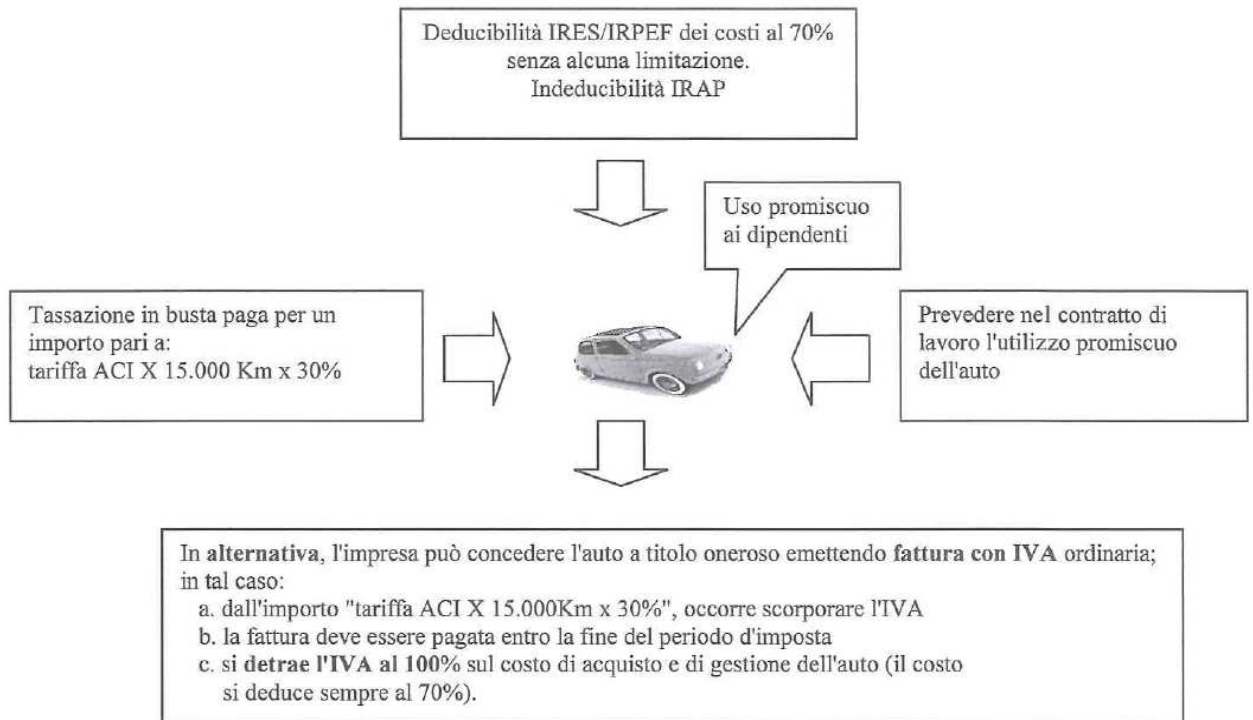 Deducibilità IRES/IRPEF dei costi al 70%
senza alcuna limitazione.
Indeducibilità IRAP
Uso promiscuo
ai dipendenti
Tassazione in busta paga per un
importo pari a:
tariffa ACI X 15.000 Km x 30%
Prevedere nel contratto di
lavoro l'utilizzo promiscuo
dell'auto
In alternativa, l'impresa può concedere l'auto a titolo oneroso emettendo fattura con IVA ordinaria;
in tal caso:
a. dall'importo "tariffa ACI X 15.000Km x 30%", occorre scorporare l'IVA
b. la fattura deve essere pagata entro la fine del periodo d'imposta
c. si detrae l'IVA al 100% sul costo di acquisto e di gestione dell'auto (il costo
si deduce sempre al 70%).